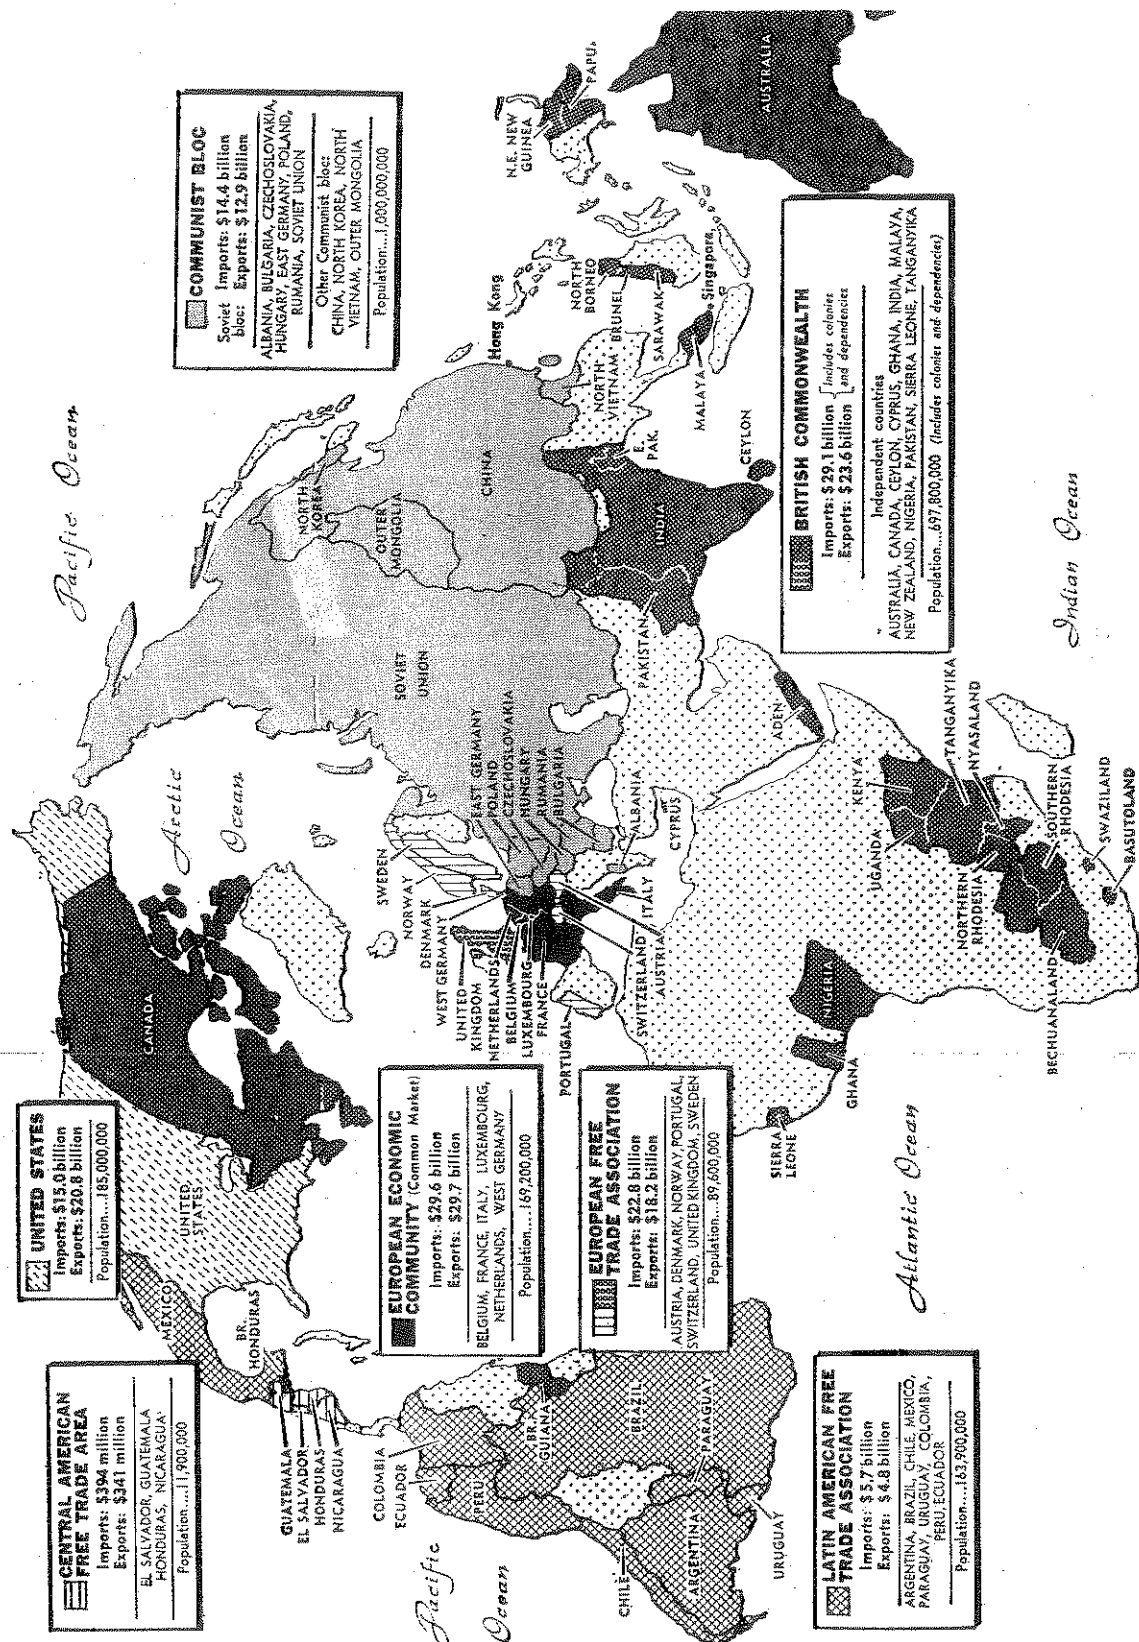 CENTRAL AMERICAN
FREE TRADE AREA
Imports: $394 million
Exports: $341 million
EL SALVADOR, GUATEMALA
HONDURAS, NICARAGUA
Population....11,900,000
UNITED STATES
Imports: $15.0 billion
Exports: $20.8 billion
Population....185,000,000
COMMUNIST BLOC
Soviet Imports: $14.4 billion
bloc: Exports: $12.9 billion
ALBANIA, BULGARIA, CZECHOSLOVAKIA,
HUNGARY, EAST GERMANY, POLAND,
RUMANIA, SOVIET UNION
Other Communist bloc:
CHINA, NORTH KOREA, NORTH
VIETNAM, OUTER MONGOLIA
Population:...1,000,000,000
EUROPEAN ECONOMIC
COMMUNITY (Common Market)
Imports: $29.6 billion
Exports: $29.7 billion
BELGIUM, FRANCE, ITALY, LUXEMBOURG,
NETHERLANDS, WEST GERMANY
Population....169,200,000
EUROPEAN FREE
TRADE ASSOCIATION
Imports: $22.8 billion
Exports: $18.2 billion
AUSTRIA, DENMARK, NORWAY, PORTUGAL,
SWITZERLAND, UNITED KINGDOM, SWEDEN
Population....89,600,000
LATIN AMERICAN FREE
TRADE ASSOCIATION
Imports: $5.7 billion
Exports: $4.8 billion
ARGENTINA, BRAZIL, CHILE, MEXICO,
PARAGUAY, URUGUAY, COLOMBIA,
PERU, ECUADOR
Population....163,900,000
BRITISH COMMONWEALTH
Imports: $29.1 billion { Includes colonies
Exports: $23.6 billion { and dependencies
Independent countries
AUSTRALIA, CANADA, CEYLON, CYPRUS, GHANA, INDIA, MALAYA,
NEW ZEALAND, NIGERIA, PAKISTAN, SIERRA LEONE, TANGANYIKA
Population....697,800,000 (Includes colonies and dependencies)
Pacific Ocean
Arctic Ocean
Pacific Ocean
Atlantic Ocean
Indian Ocean
CANADA
UNITED
STATES
MEXICO
BR.
HONDURAS
GUATEMALA
EL SALVADOR
HONDURAS
NICARAGUA
COLOMBIA
ECUADOR
PERU
BR.
GUIANA
BRAZIL
PARAGUAY
CHILE
ARGENTINA
URUGUAY
SWEDEN
NORWAY
DENMARK
WEST GERMANY
UNITED
KINGDOM
NETHERLANDS
BELGIUM
LUXEMBOURG
FRANCE
PORTUGAL
SWITZERLAND
AUSTRIA
ITALY
EAST GERMANY
POLAND
CZECHOSLOVAKIA
HUNGARY
RUMANIA
BULGARIA
ALBANIA
CYPRUS
SOVIET
UNION
OUTER
MONGOLIA
NORTH
KOREA
CHINA
Hong Kong
NORTH
VIETNAM
PAKISTAN
INDIA
E.
PAK.
CEYLON
MALAYA
Singapore
SARAWAK
BRUNEI
NORTH
BORNEO
N.E. NEW
GUINEA
PAPUA
AUSTRALIA
ADEN
SIERRA
LEONE
GHANA
NIGERIA
UGANDA
KENYA
TANGANYIKA
NYASALAND
NORTHERN
RHODESIA
SOUTHERN
RHODESIA
BECHUANALAND
SWAZILAND
BASUTOLAND